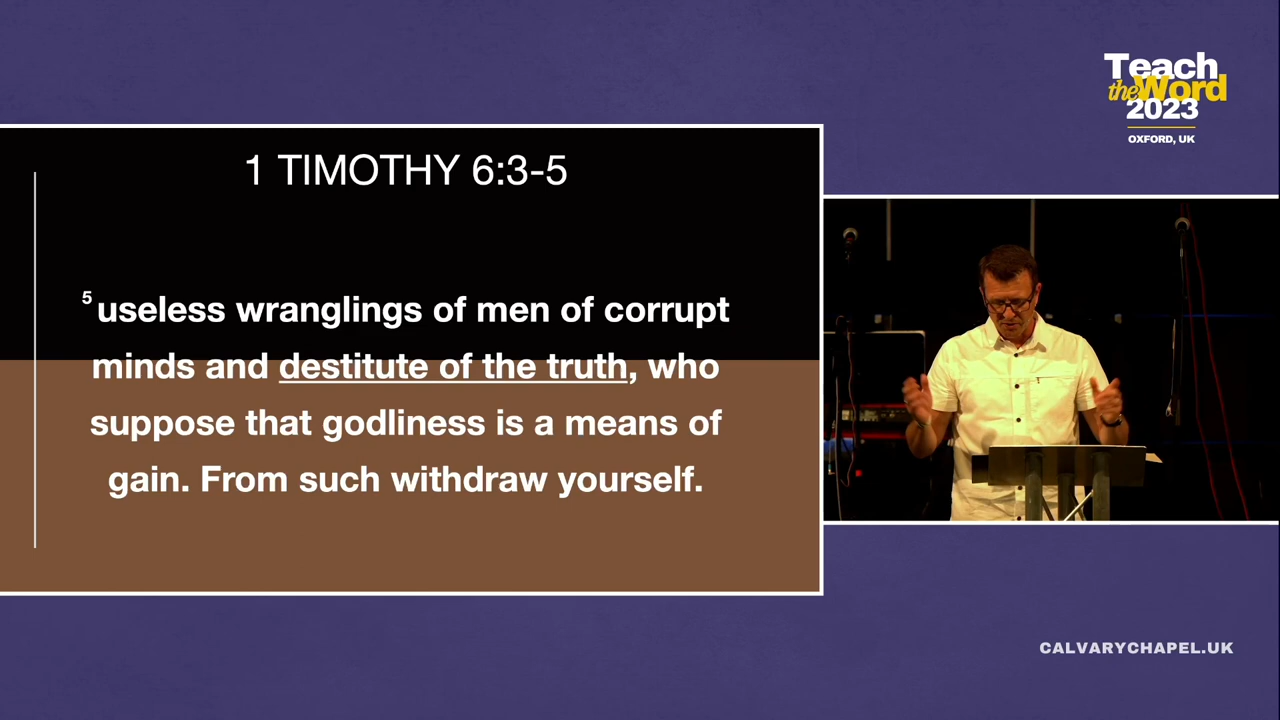 Teach
the Word
2023
OXFORD, UK
1 TIMOTHY 6:3-5
5 useless wranglings of men of corrupt
minds and destitute of the truth, who
suppose that godliness is a means of
gain. From such withdraw yourself.
CALVARYCHAPEL.UK